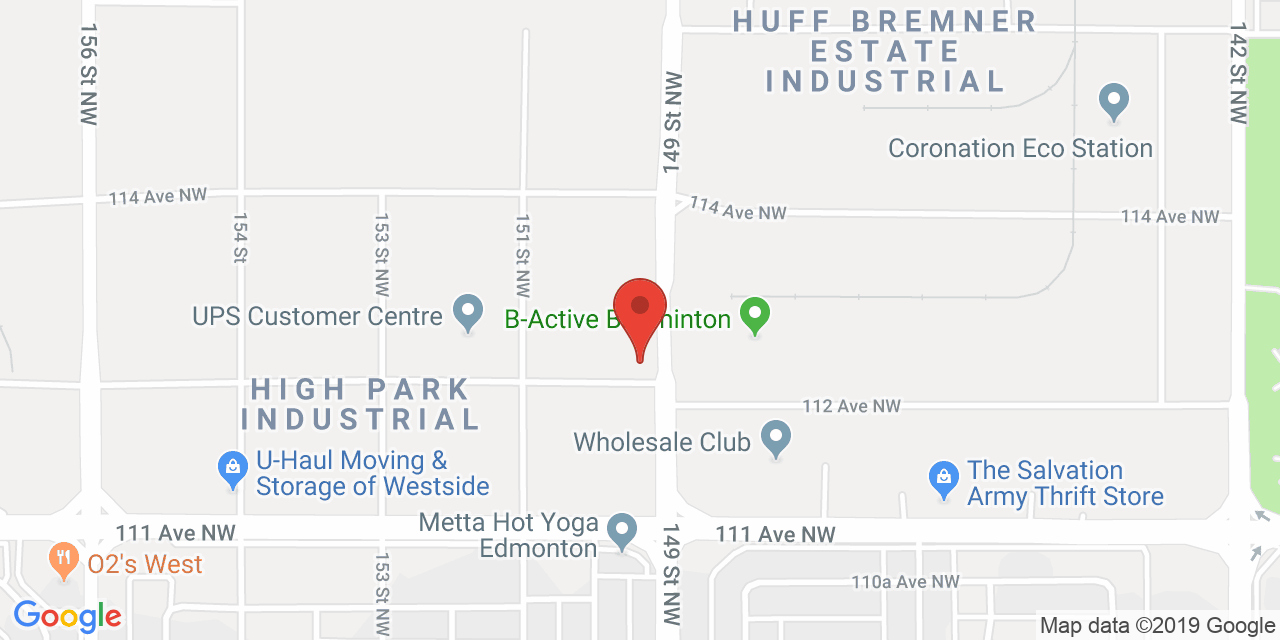 HUFF BREMNER
ESTATE
INDUSTRIAL
156 St NW
149 St NW
142 St NW
Coronation Eco Station
114 Ave NW
114 Ave NW
114 Ave NW
154 St
153 St NW
151 St NW
UPS Customer Centre
B-Active B minton
HIGH PARK
INDUSTRIAL
112 Ave NW
Wholesale Club
U-Haul Moving &
Storage of Westside
The Salvation
Army Thrift Store
111 Ave NW
Metta Hot Yoga
Edmonton
111 Ave NW
149 St NW
O2's West
153 St NW
110a Ave NW
Google
Map data ©2019 Google